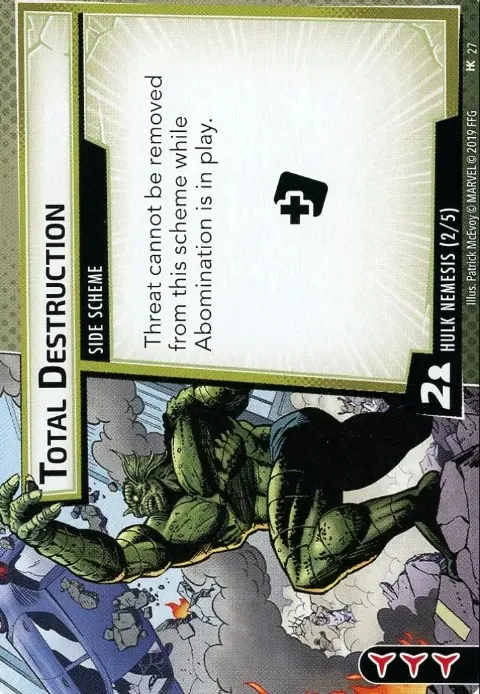 TOTAL DESTRUCTION
SIDE SCHEME
Threat cannot be removed
from this scheme while
Abomination is in play.
2
HULK NEMESIS (2/5)
Illus. Patrick McEvoy © MARVEL © 2019 FFG
HK 27